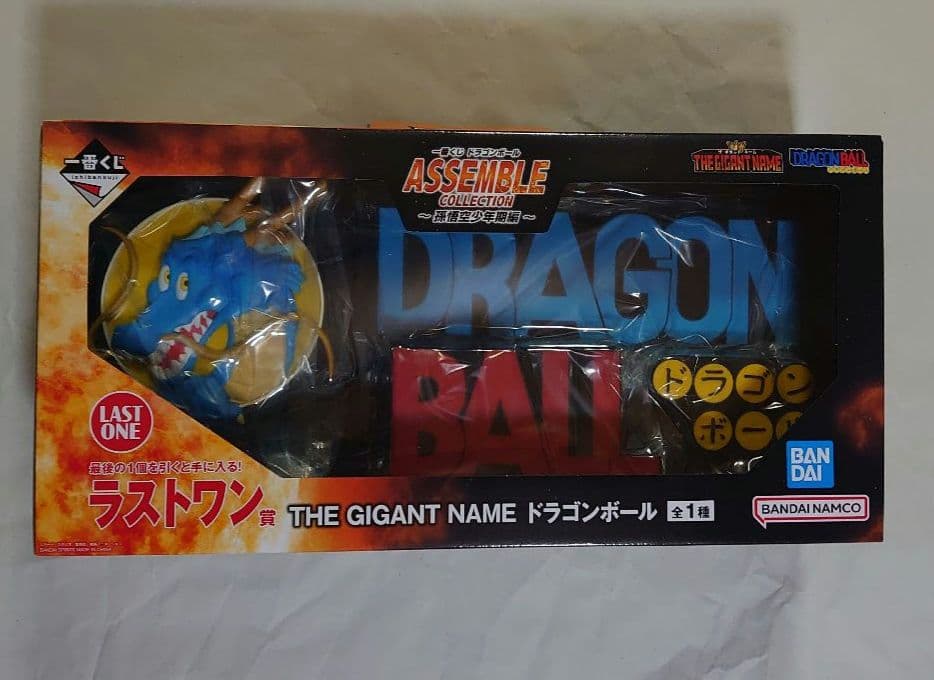 一番くじ
ichibankuji
一番くじ ドラゴンボール
ASSEMBLE
COLLECTION
～孫悟空少年期編～
THE GIGANT NAME
DRAGON BALL
DRAGON
BALL
ドラゴン
ボール
LAST
ONE
最後の1個を引くと手に入る!
ラストワン賞
THE GIGANT NAME ドラゴンボール 全1種
BAN
DAI
BANDAI NAMCO